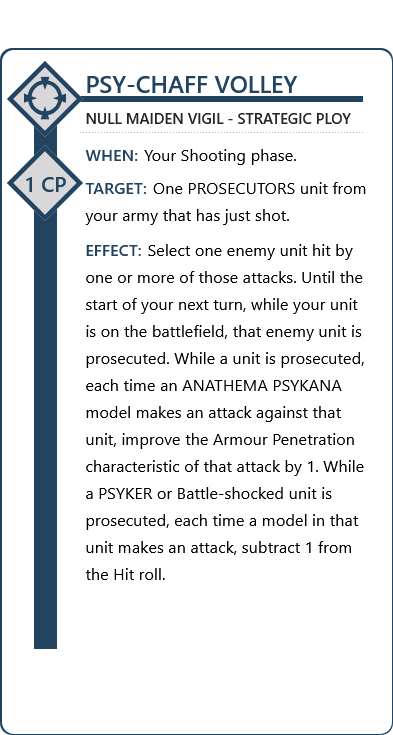 PSY-CHAFF VOLLEY
NULL MAIDEN VIGIL - STRATEGIC PLOY
1 CP
WHEN: Your Shooting phase.
TARGET: One PROSECUTORS unit from
your army that has just shot.
EFFECT: Select one enemy unit hit by
one or more of those attacks. Until the
start of your next turn, while your unit
is on the battlefield, that enemy unit is
prosecuted. While a unit is prosecuted,
each time an ANATHEMA PSYKANA
model makes an attack against that
unit, improve the Armour Penetration
characteristic of that attack by 1. While
a PSYKER or Battle-shocked unit is
prosecuted, each time a model in that
unit makes an attack, subtract 1 from
the Hit roll.